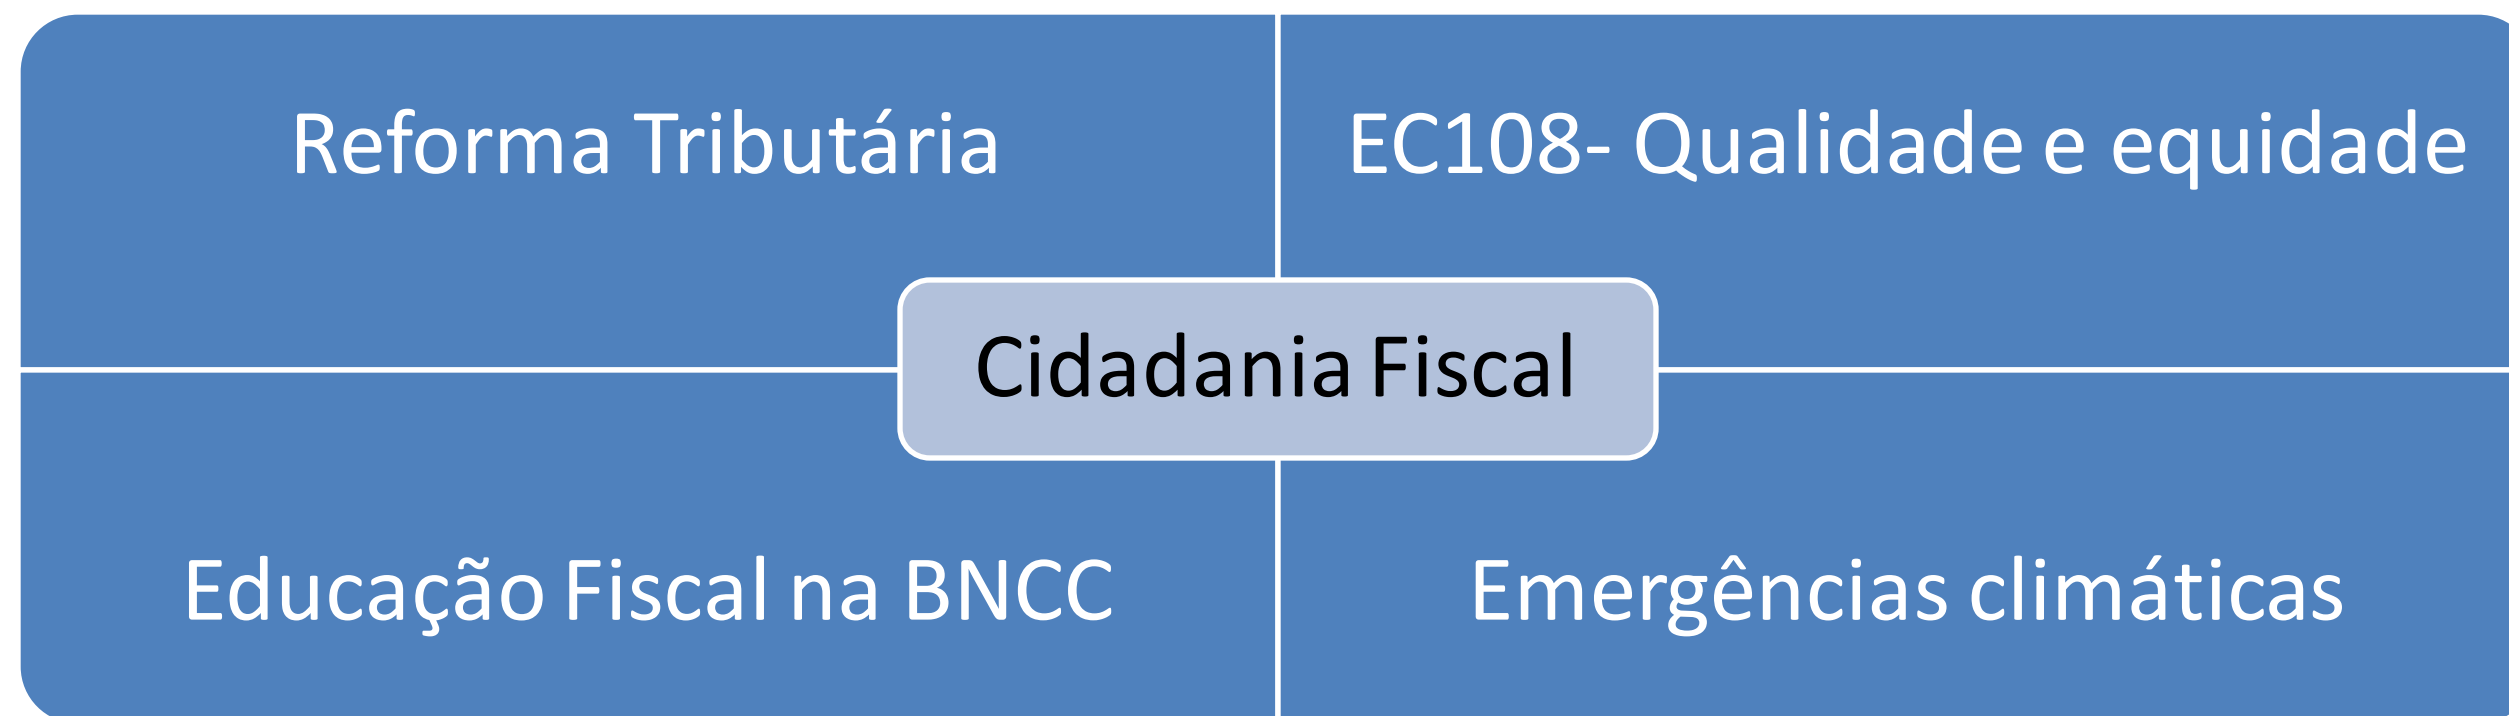 Reforma Tributária
EC108- Qualidade e equidade
Cidadania Fiscal
Educação Fiscal na BNCC
Emergências climáticas